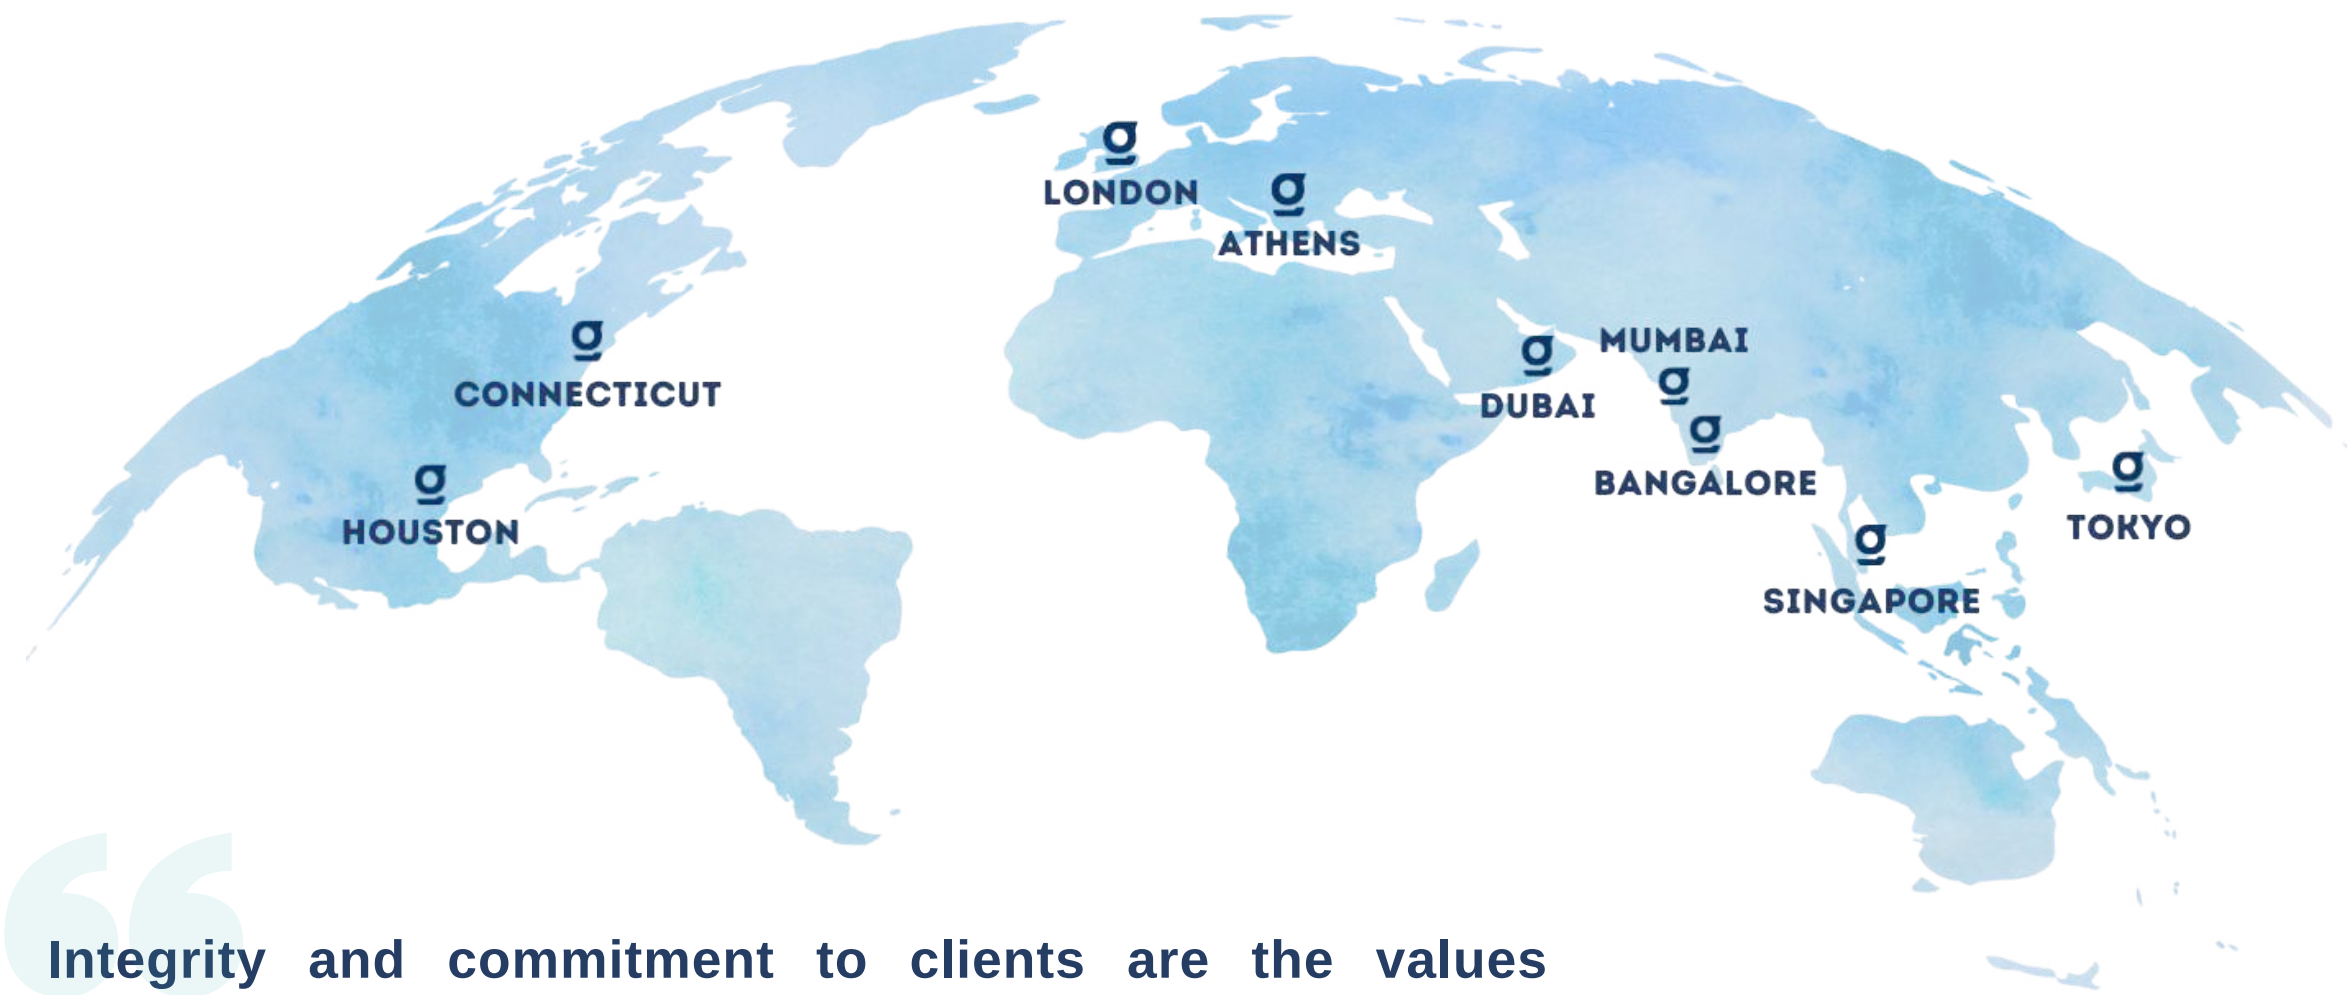 g
LONDON
g
ATHENS
g
CONNECTICUT
g
HOUSTON
g
DUBAI
MUMBAI
g
g
BANGALORE
g
TOKYO
g
SINGAPORE
“
Integrity and commitment to clients are the values